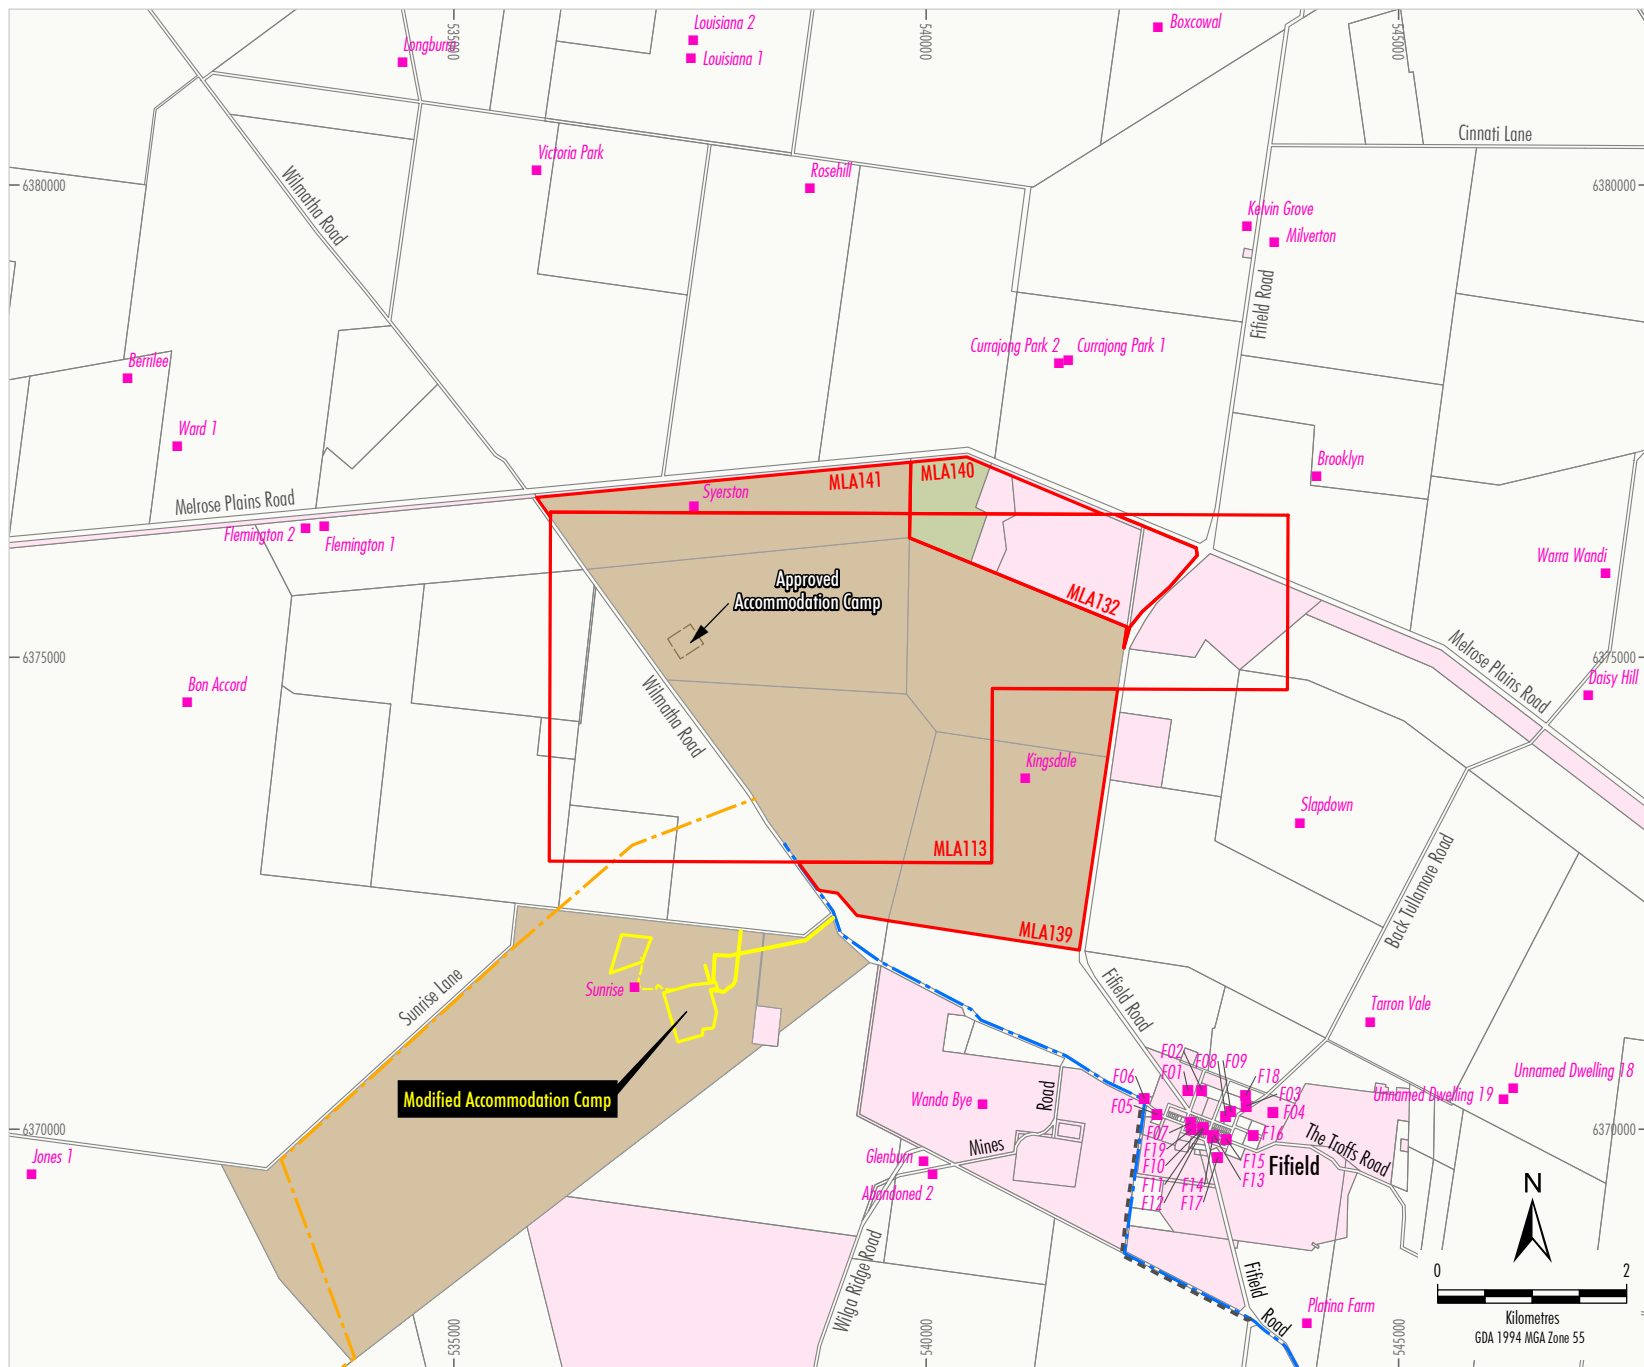 535000
540000
545000
Louisiana 2
Boxcowal
Longburn
Louisiana 1
Cinnati Lane
Victoria Park
Rosehill
Wilmatha Road
6380000
6380000
Kelvin Grove
Milverton
Fifield Road
Currajong Park 2
Currajong Park 1
Berrilee
Ward 1
Brooklyn
MLA141
MLA140
Melrose Plains Road
Syerston
Flemington 2
Flemington 1
Warra Wandi
Approved
Accommodation Camp
MLA132
6375000
6375000
Melrose Plains Road
Daisy Hill
Bon Accord
Wilmatha Road
Kingsdale
Slapdown
MLA113
Back Tullamore Road
MLA139
Sunrise Lane
Sunrise
Fifield Road
Tarron Vale
F02
F08
F09
F01
F06
F18
F03
Unnamed Dwelling 18
Unnamed Dwelling 19
Modified Accommodation Camp
Wanda Bye
Road
F05
F04
6370000
6370000
F07
F16
The Troffs Road
Mines
F19
Jones 1
Glenburn
F10
F15
Fifield
Abandoned 2
F11
F14
F13
F12
F17
N
Wilga Ridge Road
Fifield
Road
Platina Farm
0
2
Kilometres
GDA 1994 MGA Zone 55
535000
540000
545000